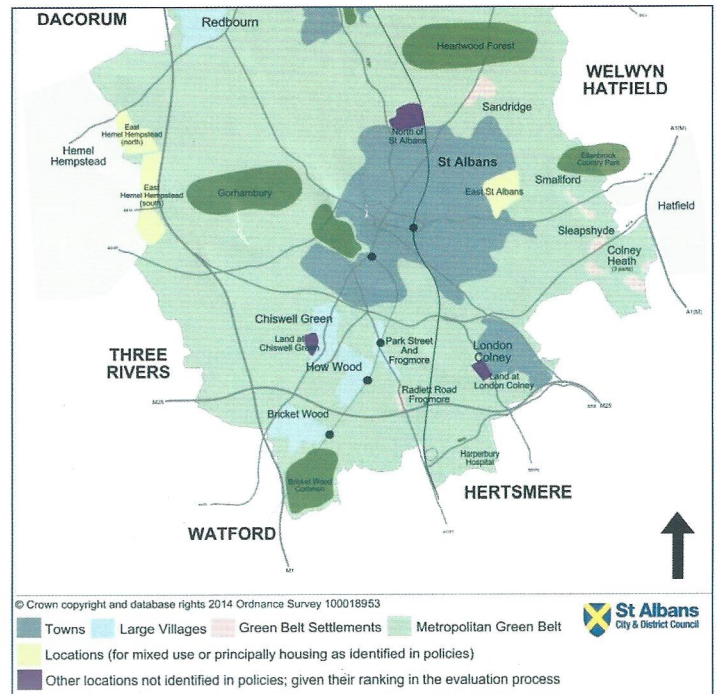 DACORUM
Redbourn
Heartwood Forest
WELWYN
HATFIELD
Sandridge
North of
St Albans
A1(M)
East
Hemel Hempstead
(north)
Hemel
Hempstead
St Albans
Ellenbrook
Country Park
Smallford
East St Albans
Gorhambury
East
Hemel Hempstead
(south)
Hatfield
Sleapshyde
Colney
Heath
(3 parts)
A1(M)
Chiswell Green
Land at
Chiswell Green
Park Street
And
Frogmore
London
Colney
THREE
RIVERS
How Wood
Land at
London Colney
Radlett Road
Frogmore
M25
M25
Bricket Wood
Harperbury
Hospital
Bricket Wood
Common
HERTSMERE
WATFORD
M1
© Crown copyright and database rights 2014 Ordnance Survey 100018953
Towns Large Villages Green Belt Settlements Metropolitan Green Belt
St Albans
City & District Council
Locations (for mixed use or principally housing as identified in policies)
Other locations not identified in policies; given their ranking in the evaluation process